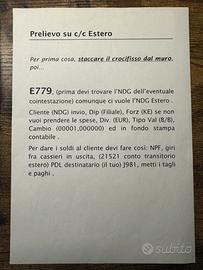 Prelievo su c/c Estero
Per prima cosa, staccare il crocifisso dal muro,
poi...
E779, (prima devi trovare l'NDG dell'eventuale
cointestazione) comunque ci vuole l'NDG Estero .
Cliente (NDG) invio, Dip (Filiale), Forz (KE) se non
vuoi prendere le spese, Div. (EUR), Tipo Val (B/8),
Cambio (00001,000000) ed in fondo stampa
contabile .
Per dare i soldi al cliente devi fare così: NPF, giri
fra cassieri in uscita, (21521 conto transitorio
estero) PDL destinatario (il tuo) J981, metti i tagli
e paghi .
subito